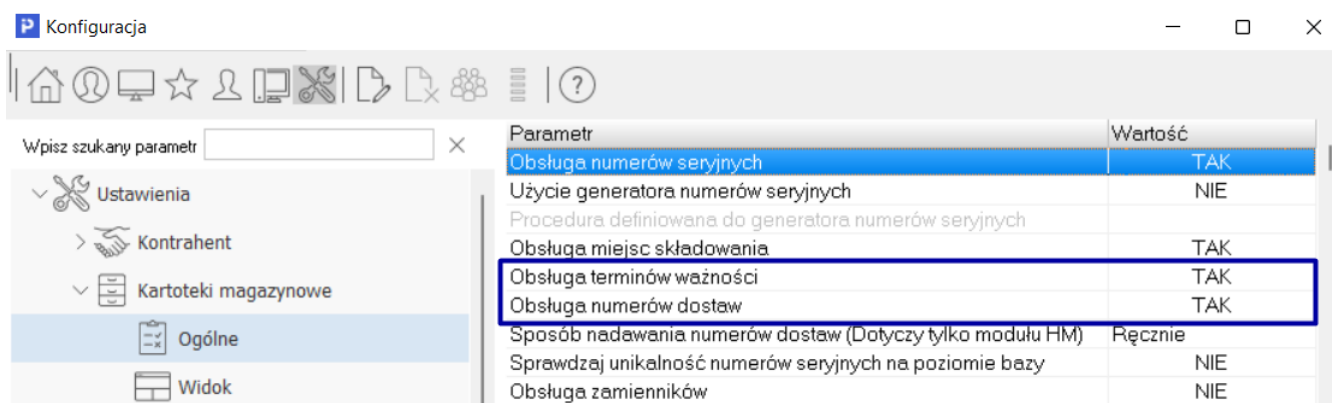 Konfiguracja
Wpisz szukany parametr
Ustawienia
Kontrahent
Kartoteki magazynowe
Ogólne
Widok
Parametr Wartość
Obsługa numerów seryjnych TAK
Użycie generatora numerów seryjnych NIE
Procedura definiowana do generatora numerów seryjnych
Obsługa miejsc składowania TAK
Obsługa terminów ważności TAK
Obsługa numerów dostaw TAK
Sposób nadawania numerów dostaw (Dotyczy tylko modułu HM) Ręcznie
Sprawdzaj unikalność numerów seryjnych na poziomie bazy NIE
Obsługa zamienników NIE